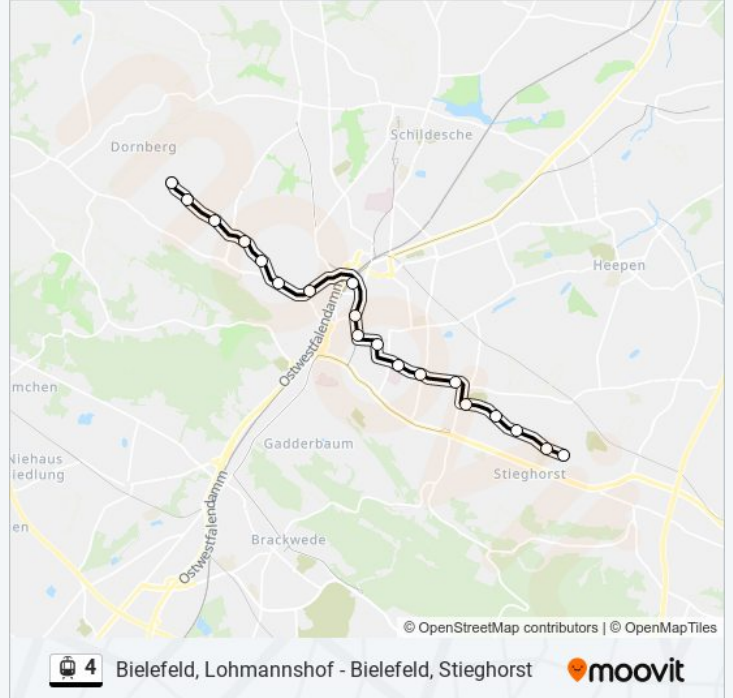 Schildesche
Dornberg
Heepen
Ostwestfalendamm
mchen
Gadderbaum
Niehaus
iedlung
Stieghorst
en
Ostwestfalendamm
Brackwede
© OpenStreetMap contributors | © OpenMapTiles
4 Bielefeld, Lohmannshof - Bielefeld, Stieghorst moovit